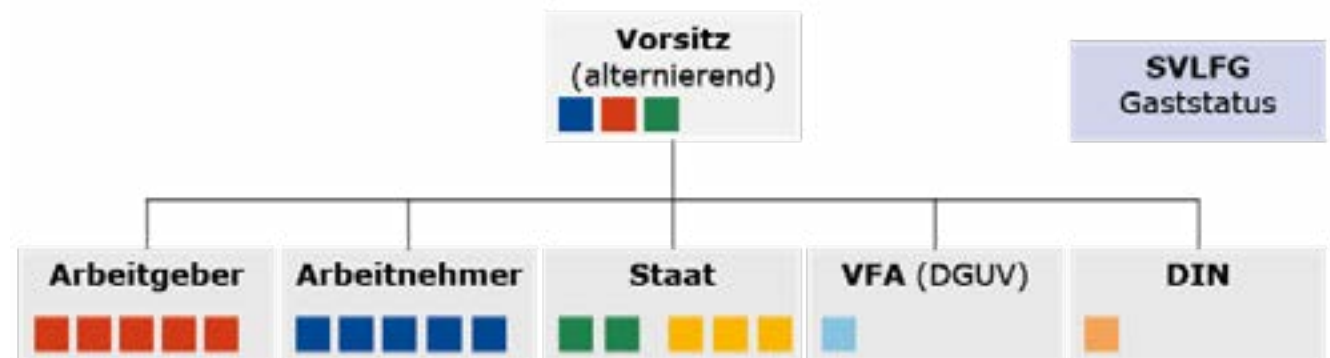 Vorsitz
(alternierend)
SVLFG
Gaststatus
Arbeitgeber
Arbeitnehmer
Staat
VFA (DGUV)
DIN